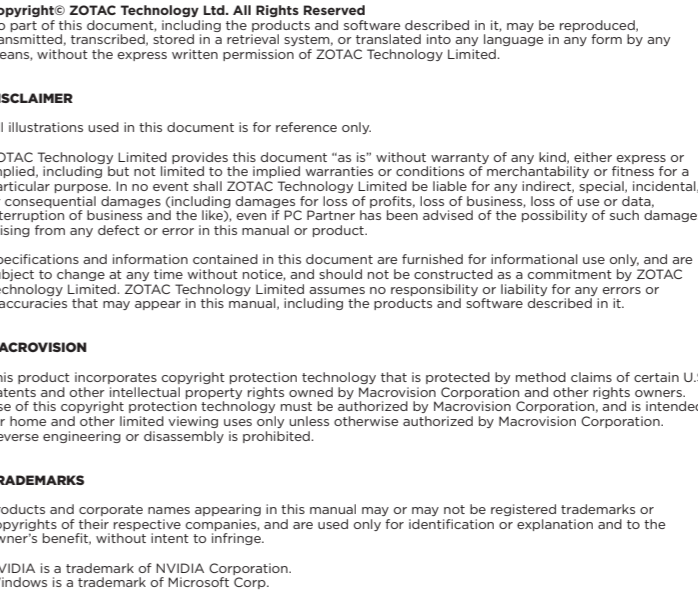 opyright© ZOTAC Technology Ltd. All Rights Reserved
o part of this document, including the products and software described in it, may be reproduced,
ansmitted, transcribed, stored in a retrieval system, or translated into any language in any form by any
eans, without the express written permission of ZOTAC Technology Limited.
ISCLAIMER
l illustrations used in this document is for reference only.
OTAC Technology Limited provides this document “as is” without warranty of any kind, either express or
nplied, including but not limited to the implied warranties or conditions of merchantability or fitness for a
articular purpose. In no event shall ZOTAC Technology Limited be liable for any indirect, special, incidental,
r consequential damages (including damages for loss of profits, loss of business, loss of use or data,
terruption of business and the like), even if PC Partner has been advised of the possibility of such damage
ising from any defect or error in this manual or product.
pecifications and information contained in this document are furnished for informational use only, and are
ubject to change at any time without notice, and should not be constructed as a commitment by ZOTAC
echnology Limited. ZOTAC Technology Limited assumes no responsibility or liability for any errors or
accuracies that may appear in this manual, including the products and software described in it.
ACROVISION
his product incorporates copyright protection technology that is protected by method claims of certain U.S
atents and other intellectual property rights owned by Macrovision Corporation and other rights owners.
se of this copyright protection technology must be authorized by Macrovision Corporation, and is intended
r home and other limited viewing uses only unless otherwise authorized by Macrovision Corporation.
everse engineering or disassembly is prohibited.
RADEMARKS
roducts and corporate names appearing in this manual may or may not be registered trademarks or
opyrights of their respective companies, and are used only for identification or explanation and to the
wner’s benefit, without intent to infringe.
VIDIA is a trademark of NVIDIA Corporation.
indows is a trademark of Microsoft Corp.